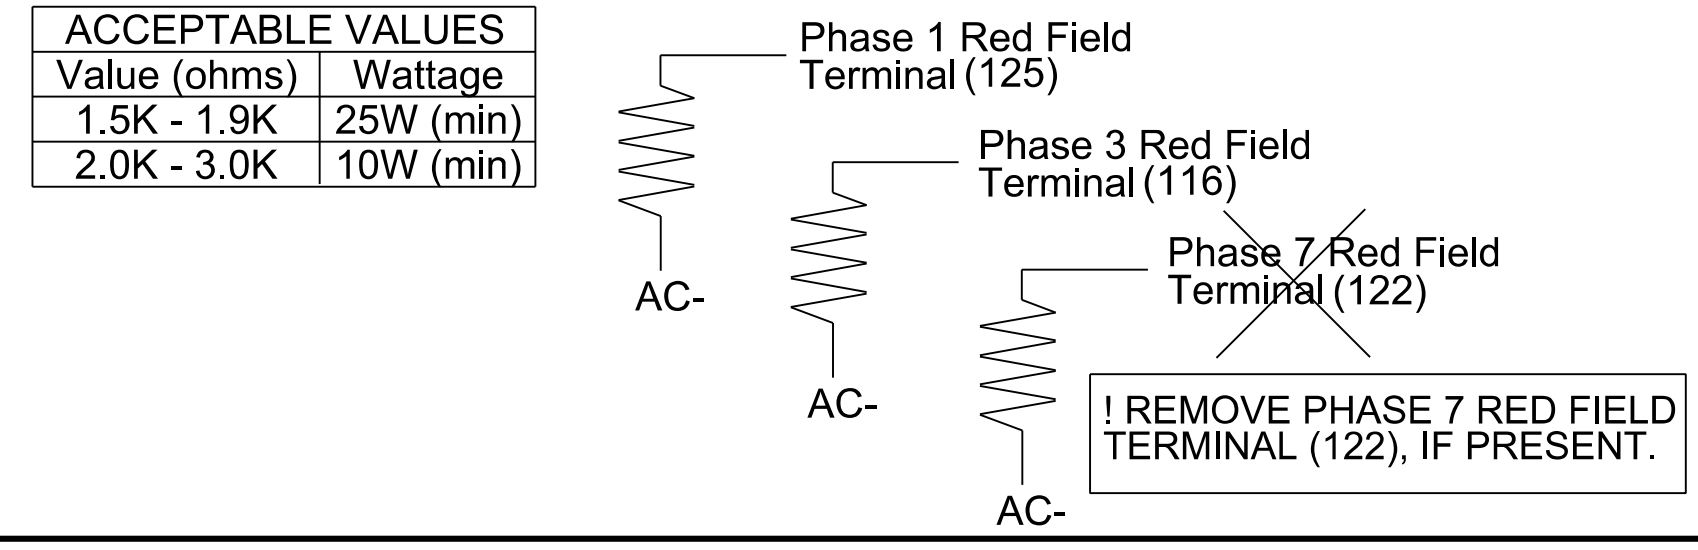 ACCEPTABLE VALUES
Value (ohms) Wattage
1.5K - 1.9K 25W (min)
2.0K - 3.0K 10W (min)
Phase 1 Red Field
Terminal (125)
AC-
Phase 3 Red Field
Terminal (116)
AC-
Phase 7 Red Field
Terminal (122)
AC-
! REMOVE PHASE 7 RED FIELD
TERMINAL (122), IF PRESENT.